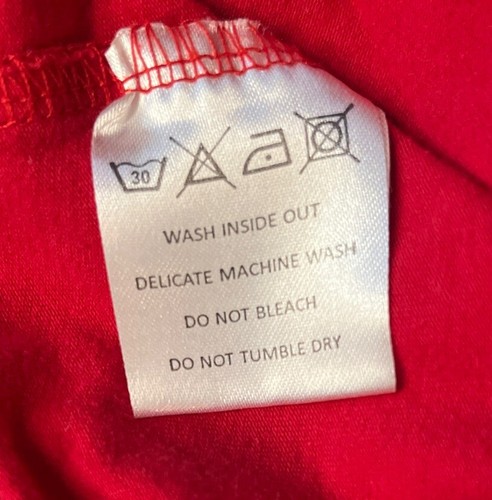 30
WASH INSIDE OUT
DELICATE MACHINE WASH
DO NOT BLEACH
DO NOT TUMBLE DRY